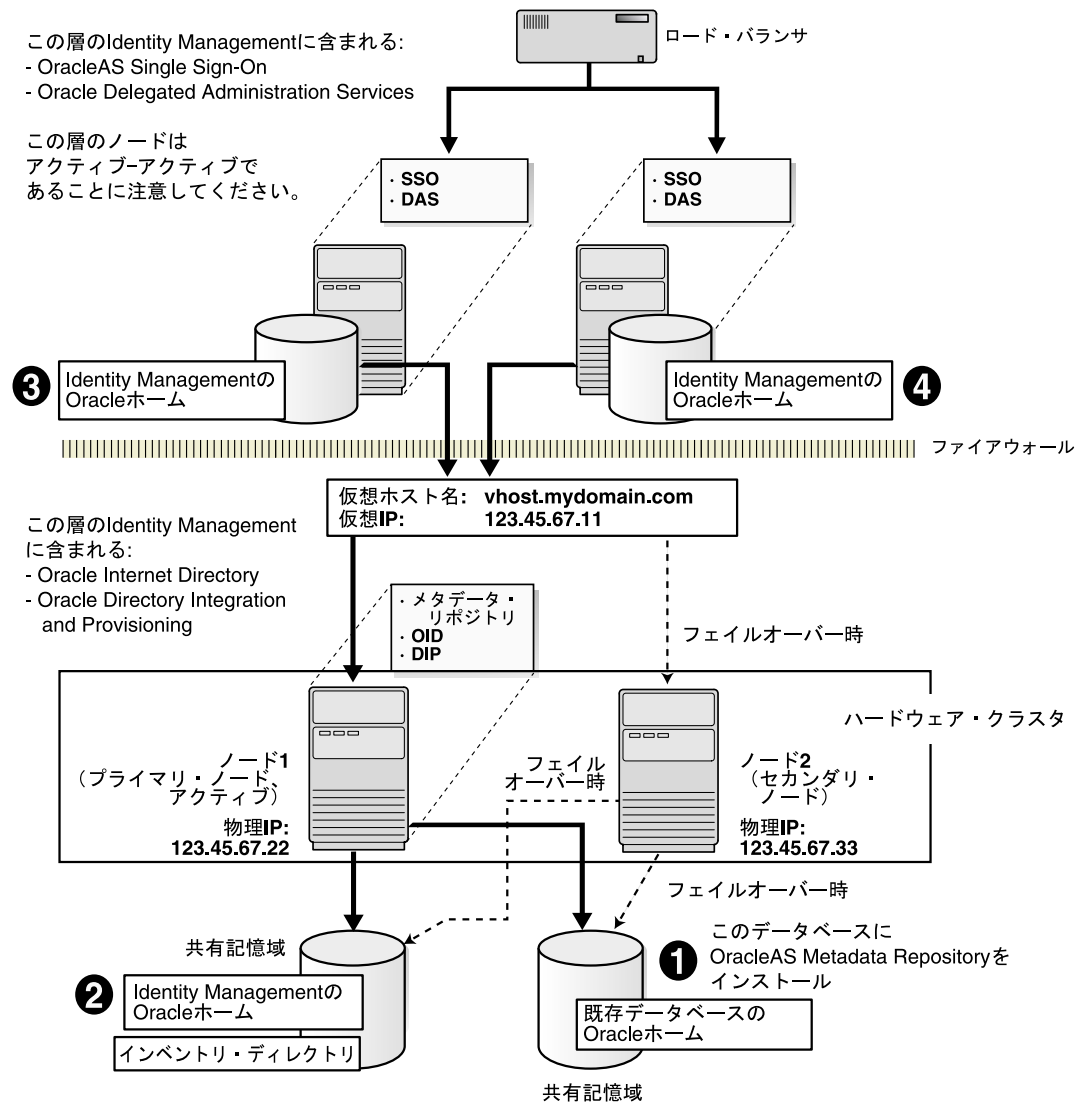 この層のIdentity Managementに含まれる:
- OracleAS Single Sign-On
- Oracle Delegated Administration Services
ロード・バランサ
この層のノードは
アクティブ−アクティブで
あることに注意してください。
・SSO
・DAS
・SSO
・DAS
3
Identity Managementの
Oracleホーム
Identity Managementの
Oracleホーム
4
ファイアウォール
仮想ホスト名: vhost.mydomain.com
仮想IP: 123.45.67.11
この層のIdentity Management
に含まれる:
- Oracle Internet Directory
- Oracle Directory Integration
and Provisioning
・メタデータ・
リポジトリ
・OID
・DIP
フェイルオーバー時
ハードウェア・クラスタ
ノード1
(プライマリ・ノード、
アクティブ)
物理IP:
123.45.67.22
フェイル
オーバー時
ノード2
(セカンダリ・
ノード)
物理IP:
123.45.67.33
フェイルオーバー時
共有記憶域
2
Identity Managementの
Oracleホーム
インベントリ・ディレクトリ
1
このデータベースに
OracleAS Metadata Repositoryを
インストール
既存データベースの
Oracleホーム
共有記憶域